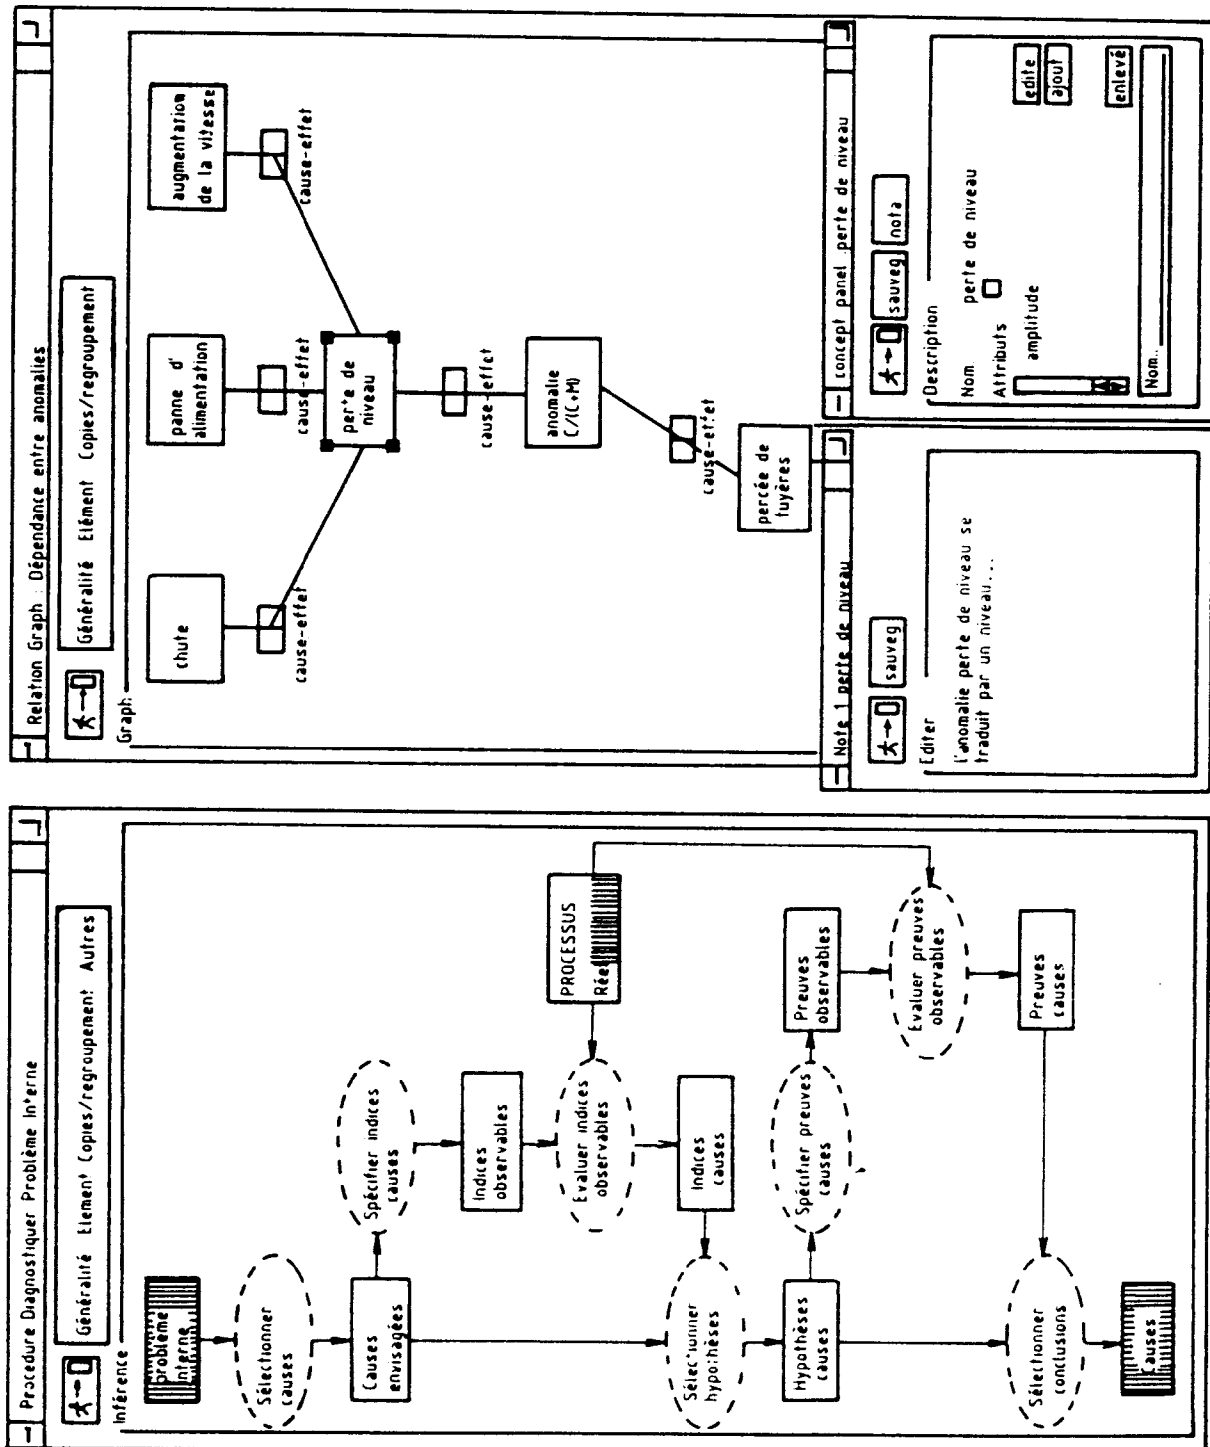 Procedure Diagnostiquer Problème Interne
Généralité Element Copies/regroupement Autres
Inférence
problème
interne
Sélectionner
causes
Causes
envisagées
Spécifier indices
causes
Indices
observables
PROCESSUS
Réel
Evaluer indices
observables
Indices
causes
Sélectionner
hypothèses
Hypothèses
causes
Spécifier preuves
causes
Preuves
observables
Evaluer preuves
observables
Preuves
causes
Sélectionner
conclusions
Causes
Relation Graph : Dépendance entre anomalies
Généralité Elément Copies/regroupement
Graph
chute
panne d'
alimentation
augmentation
de la vitesse
cause-effet
cause-effet
cause-effet
perte de
niveau
cause-effet
anomalie
C/(C+M)
cause-effet
percée de
tuyères
Note 1 perte de niveau
sauveg
Editer
L'anomalie perte de niveau se
traduit par un niveau...
concept panel : perte de niveau
sauveg nota
Description
Nom perte de niveau
Attributs
amplitude
edite
ajout
enlevé
Nom..